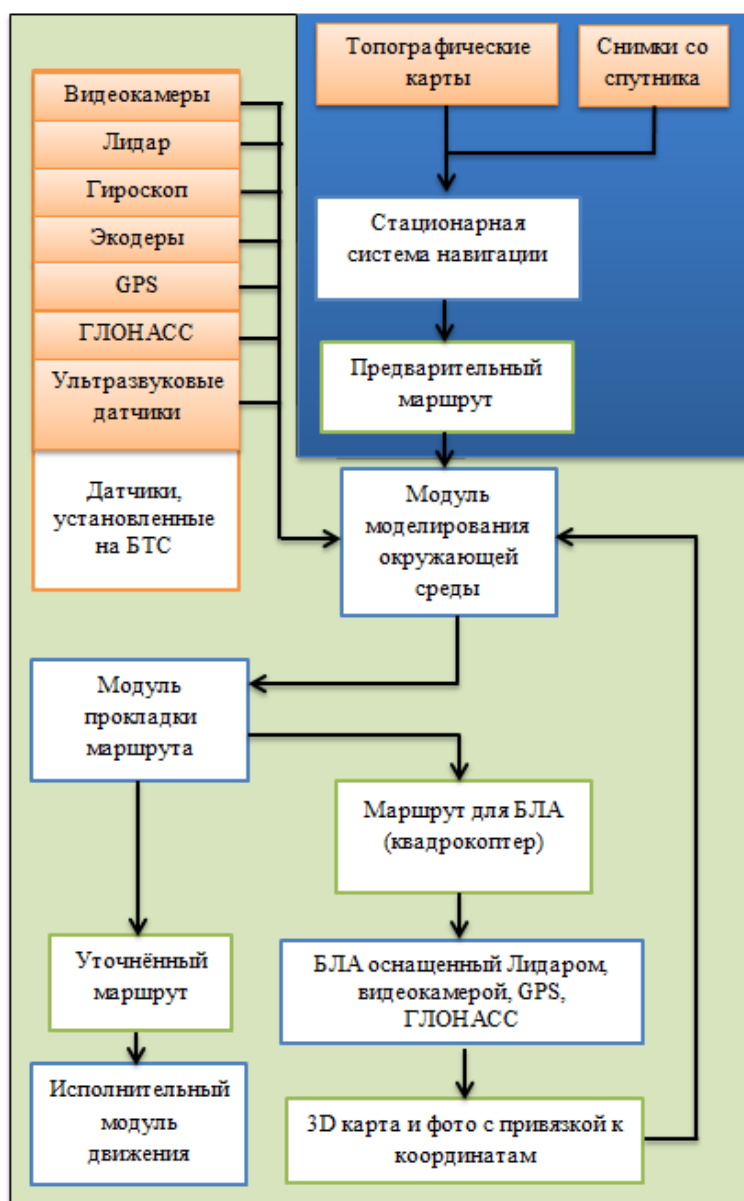 Топографические
карты
Снимки со
спутника
Видеокамеры
Лидар
Гироскоп
Экодеры
GPS
ГЛОНАСС
Ультразвуковые
датчики
Датчики,
установленные
на БТС
Стационарная
система навигации
Предварительный
маршрут
Модуль
моделирования
окружающей
среды
Модуль
прокладки
маршрута
Маршрут для БЛА
(квадрокоптер)
Уточнённый
маршрут
БЛА оснащенный Лидаром,
видеокамерой, GPS,
ГЛОНАСС
Исполнительный
модуль
движения
3D карта и фото с привязкой к
координатам